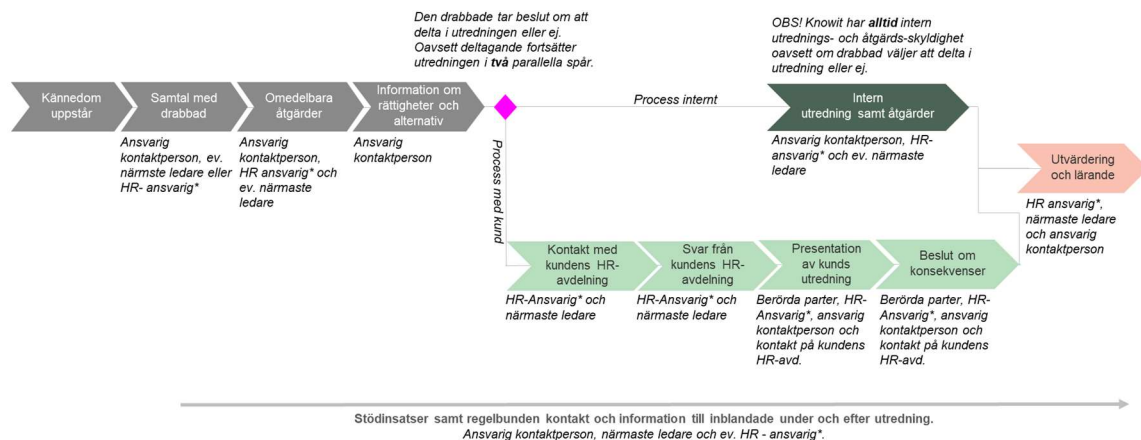 Den drabbade tar beslut om att
delta i utredningen eller ej.
Oavsett deltagande fortsätter
utredningen i två parallella spår.
OBS! Knowit har alltid intern
utrednings- och åtgärds-skyldighet
oavsett om drabbad väljer att delta i
utredning eller ej.
Kännedom
uppstår
Samtal med
drabbad
Ansvarig
kontaktperson, ev.
närmste ledare eller
HR- ansvarig*
Omedelbara
åtgärder
Ansvarig
kontaktperson,
HR ansvarig* och
ev. närmaste
ledare
Information om
rättigheter och
alternativ
Ansvarig
kontaktperson
Process internt
Intern
utredning samt åtgärder
Ansvarig kontaktperson, HR-
ansvarig* och ev. närmaste
ledare
Process med kund
Kontakt med
kundens HR-
avdelning
HR-Ansvarig* och
närmaste ledare
Svar från
kundens HR-
avdelning
HR-Ansvarig* och
närmaste ledare
Presentation
av kunds
utredning
Berörda parter, HR-
Ansvarig*, ansvarig
kontaktperson och
kontakt på kundens
HR-avd.
Beslut om
konsekvenser
Berörda parter, HR-
Ansvarig*, ansvarig
kontaktperson och
kontakt på kundens
HR-avd.
Utvärdering
och lärande
HR ansvarig*,
närmaste ledare
och ansvarig
kontaktperson
Stödinsatser samt regelbunden kontakt och information till inblandade under och efter utredning.
Ansvarig kontaktperson, närmaste ledare och ev. HR - ansvarig*.